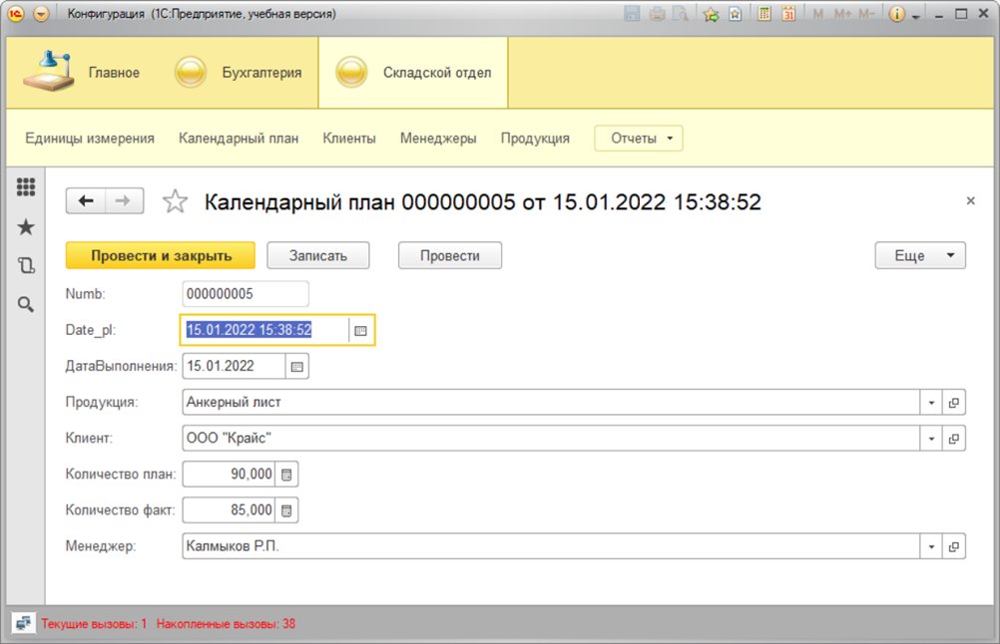 Конфигурация (1С:Предприятие, учебная версия)
M M+ M-
31
Главное Бухгалтерия Складской отдел
Единицы измерения Календарный план Клиенты Менеджеры Продукция Отчеты
Календарный план 000000005 от 15.01.2022 15:38:52
Провести и закрыть Записать Провести Еще
Numb: 000000005
Date_pl: 15.01.2022 15:38:52
ДатаВыполнения: 15.01.2022
Продукция: Анкерный лист
Клиент: ООО "Крайс"
Количество план: 90,000
Количество факт: 85,000
Менеджер: Калмыков Р.П.
Текущие вызовы: 1 Накопленные вызовы: 38